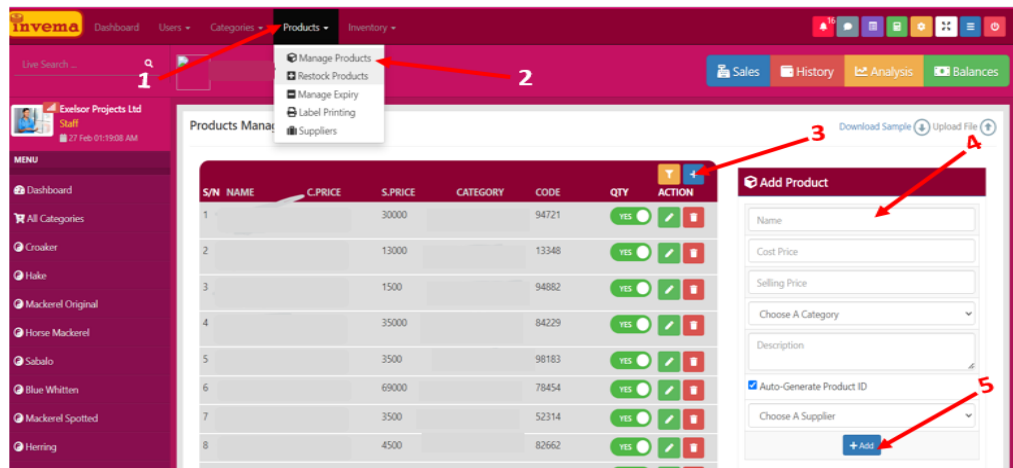 invema Dashboard Users Categories Products Inventory 16
Live Search ...
1
Manage Products
2
Restock Products
Manage Expiry
Label Printing
Suppliers
Sales History Analysis Balances
Exelsor Projects Ltd
Staff
27 Feb 01:19:08 AM
MENU
Dashboard
All Categories
Croaker
Hake
Mackerel Original
Horse Mackerel
Sabalo
Blue Whitten
Mackerel Spotted
Herring
Products Manag
Download Sample Upload File
3
4
S/N NAME C.PRICE S.PRICE CATEGORY CODE QTY ACTION
1 30000 94721 YES
2 13000 13348 YES
3 1500 94882 YES
4 35000 84229 YES
5 3500 98183 YES
6 69000 78454 YES
7 3500 52314 YES
8 4500 82662 YES
Add Product
Name
Cost Price
Selling Price
Choose A Category
Description
Auto-Generate Product ID
5
Choose A Supplier
+ Add